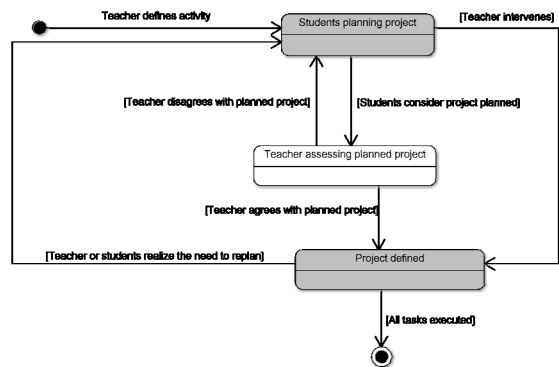 Teacher defines activity
Students planning project
[Teacher intervenes]
[Teacher disagrees with planned project]
[Students consider project planned]
Teacher assessing planned project
[Teacher agrees with planned project]
[Teacher or students realize the need to replan]
Project defined
[All tasks executed]